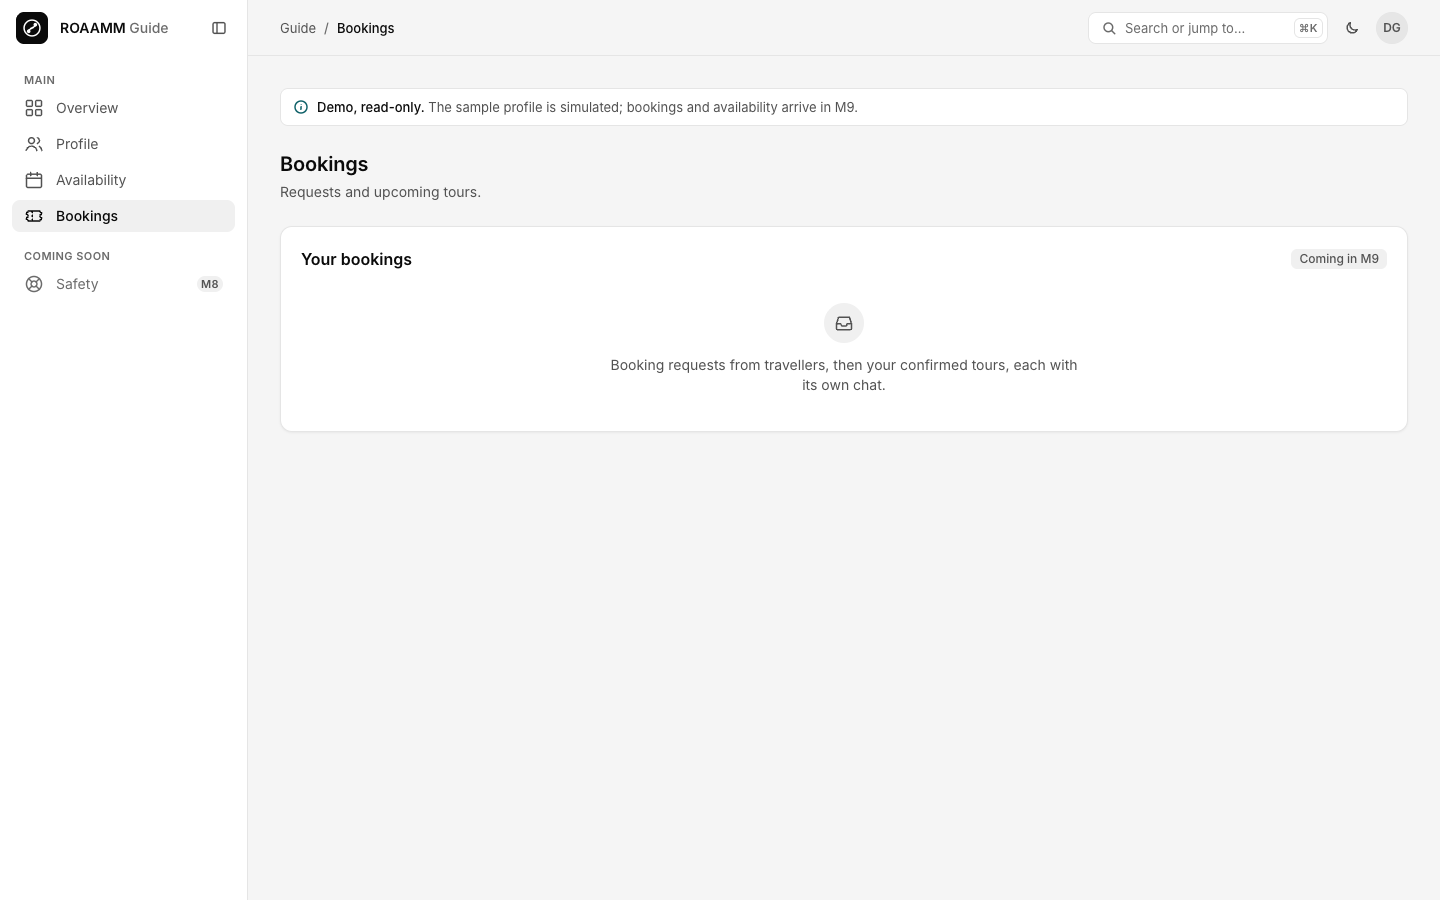 ROAAMM Guide
MAIN
Overview
Profile
Availability
Bookings
COMING SOON
Safety M8
Guide / Bookings
Search or jump to... ⌘K
DG
Demo, read-only. The sample profile is simulated; bookings and availability arrive in M9.
Bookings
Requests and upcoming tours.
Your bookings
Coming in M9
Booking requests from travellers, then your confirmed tours, each with
its own chat.